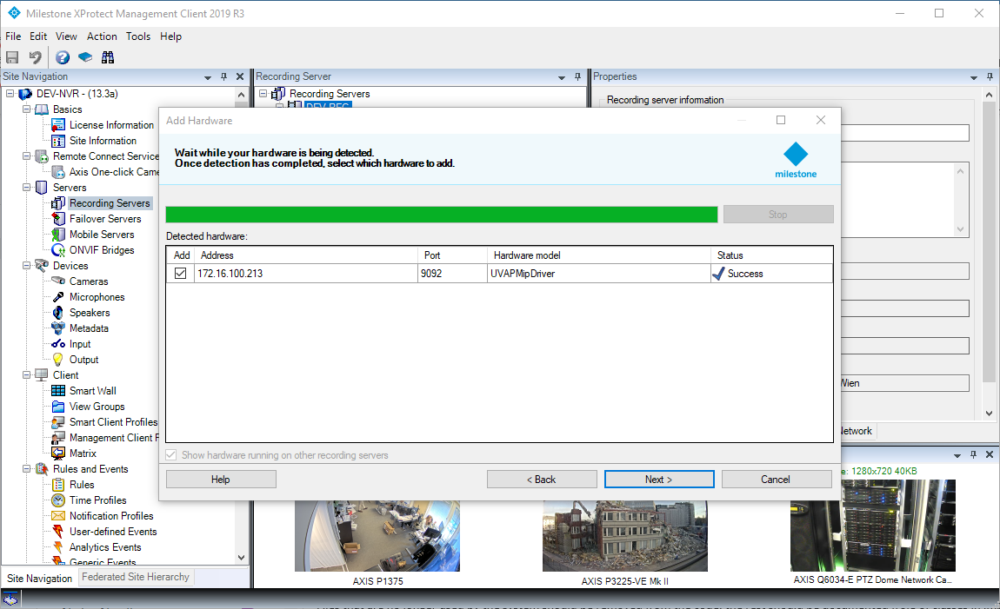 Milestone XProtect Management Client 2019 R3
File Edit View Action Tools Help
Site Navigation
DEV-NVR - (13.3a)
Basics
License Information
Site Information
Remote Connect Service
Axis One-click Came
Servers
Recording Servers
Failover Servers
Mobile Servers
ONVIF Bridges
Devices
Cameras
Microphones
Speakers
Metadata
Input
Output
Client
Smart Wall
View Groups
Smart Client Profiles
Management Client P
Matrix
Rules and Events
Rules
Time Profiles
Notification Profiles
User-defined Events
Analytics Events
Generic Events
Site Navigation Federated Site Hierarchy
Recording Server
Recording Servers
DEV-REC
Properties
Recording server information
Wien
Network
Add Hardware
Wait while your hardware is being detected.
Once detection has completed, select which hardware to add.
milestone
Stop
Detected hardware:
Add Address Port Hardware model Status
172.16.100.213 9092 UVAPMipDriver Success
Show hardware running on other recording servers
Help < Back Next > Cancel
e: 1280x720 40KB
AXIS P1375 AXIS P3225-VE Mk II AXIS Q6034-E PTZ Dome Network Ca...